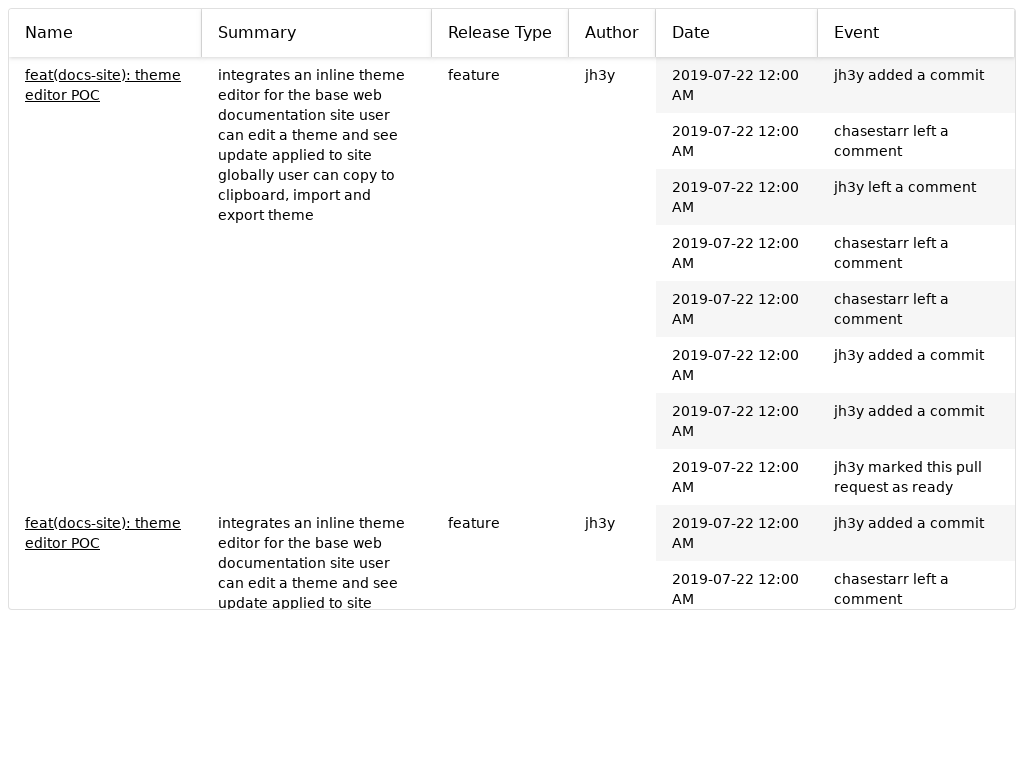 Name Summary Release Type Author Date Event
feat(docs-site): theme
editor POC
integrates an inline theme
editor for the base web
documentation site user
can edit a theme and see
update applied to site
globally user can copy to
clipboard, import and
export theme
feature
jh3y
2019-07-22 12:00
AM
jh3y added a commit
2019-07-22 12:00
AM
chasestarr left a
comment
2019-07-22 12:00
AM
jh3y left a comment
2019-07-22 12:00
AM
chasestarr left a
comment
2019-07-22 12:00
AM
chasestarr left a
comment
2019-07-22 12:00
AM
jh3y added a commit
2019-07-22 12:00
AM
jh3y added a commit
2019-07-22 12:00
AM
jh3y marked this pull
request as ready
feat(docs-site): theme
editor POC
integrates an inline theme
editor for the base web
documentation site user
can edit a theme and see
update applied to site
feature
jh3y
2019-07-22 12:00
AM
jh3y added a commit
2019-07-22 12:00
AM
chasestarr left a
comment